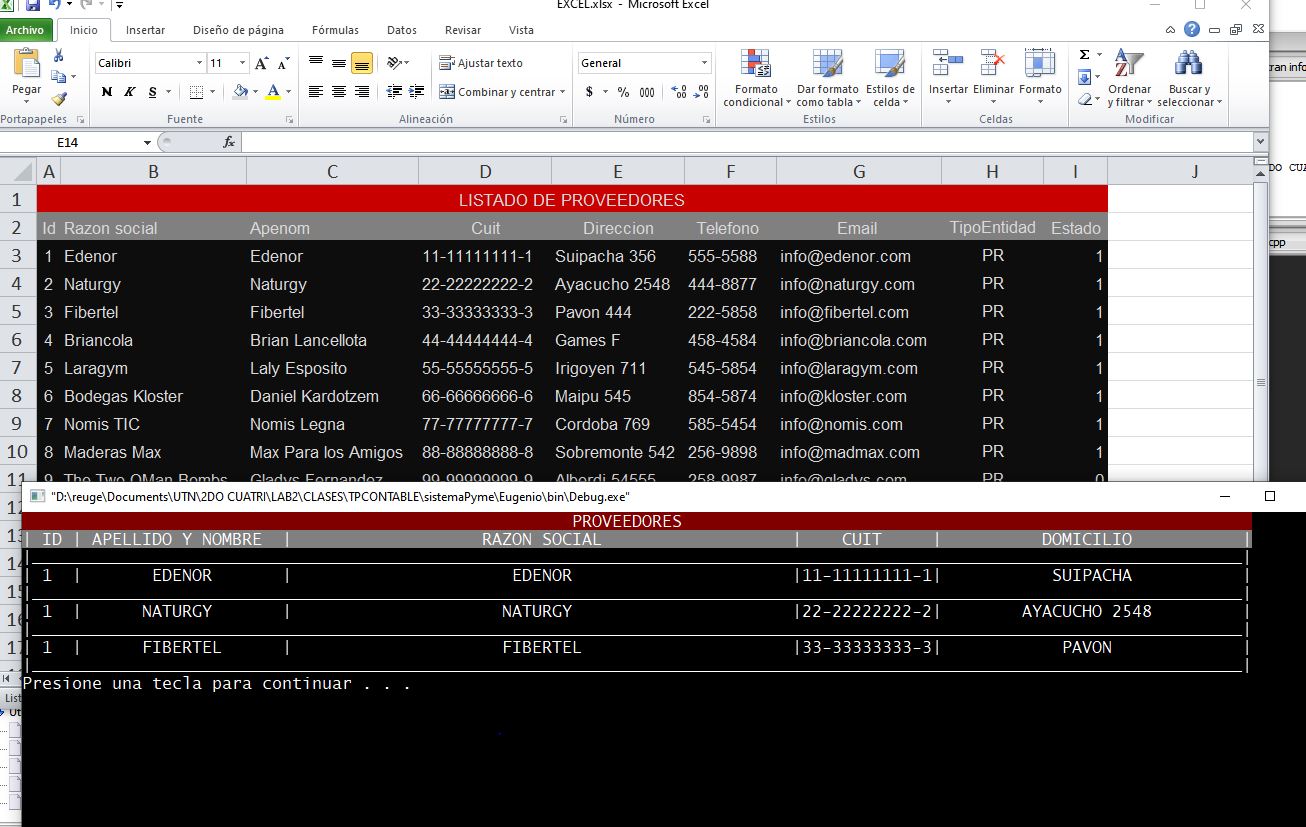 EXCEL.xlsx - Microsoft Excel
Archivo Inicio Insertar Diseño de página Fórmulas Datos Revisar Vista
Pegar
Calibri 11
N K S
Ajustar texto
Combinar y centrar
General
$ % 000
Formato condicional
Dar formato como tabla
Estilos de celda
Insertar Eliminar Formato
Ordenar y filtrar
Buscar y seleccionar
Portapapeles Fuente Alineación Número Estilos Celdas Modificar
E14 fx
A B C D E F G H I J
1 LISTADO DE PROVEEDORES
2 Id Razon social Apenom Cuit Direccion Telefono Email TipoEntidad Estado
3 1 Edenor Edenor 11-11111111-1 Suipacha 356 555-5588 info@edenor.com PR 1
4 2 Naturgy Naturgy 22-22222222-2 Ayacucho 2548 444-8877 info@naturgy.com PR 1
5 3 Fibertel Fibertel 33-33333333-3 Pavon 444 222-5858 info@fibertel.com PR 1
6 4 Briancola Brian Lancellota 44-44444444-4 Games F 458-4584 info@briancola.com PR 1
7 5 Laragym Laly Esposito 55-55555555-5 Irigoyen 711 545-5854 info@laragym.com PR 1
8 6 Bodegas Kloster Daniel Kardotzem 66-66666666-6 Maipu 545 854-5874 info@kloster.com PR 1
9 7 Nomis TIC Nomis Legna 77-77777777-7 Cordoba 769 585-5454 info@nomis.com PR 1
10 8 Maderas Max Max Para los Amigos 88-88888888-8 Sobremonte 542 256-9898 info@madmax.com PR 1
11 9 The Two OMan Bombs Gladys Fernandez 99-99999999-9 Alberdi 54555 258-9987 info@gladys.com PR 0
"D:\reuge\Documents\UTN\2DO CUATRI\LAB2\CLASES\TPCONTABLE\sistemaPyme\Eugenio\bin\Debug.exe"
PROVEEDORES
| ID | APELLIDO Y NOMBRE | RAZON SOCIAL | CUIT | DOMICILIO |
| 1 | EDENOR | EDENOR |11-11111111-1| SUIPACHA |
| 1 | NATURGY | NATURGY |22-22222222-2| AYACUCHO 2548 |
| 1 | FIBERTEL | FIBERTEL |33-33333333-3| PAVON |
Presione una tecla para continuar . . .